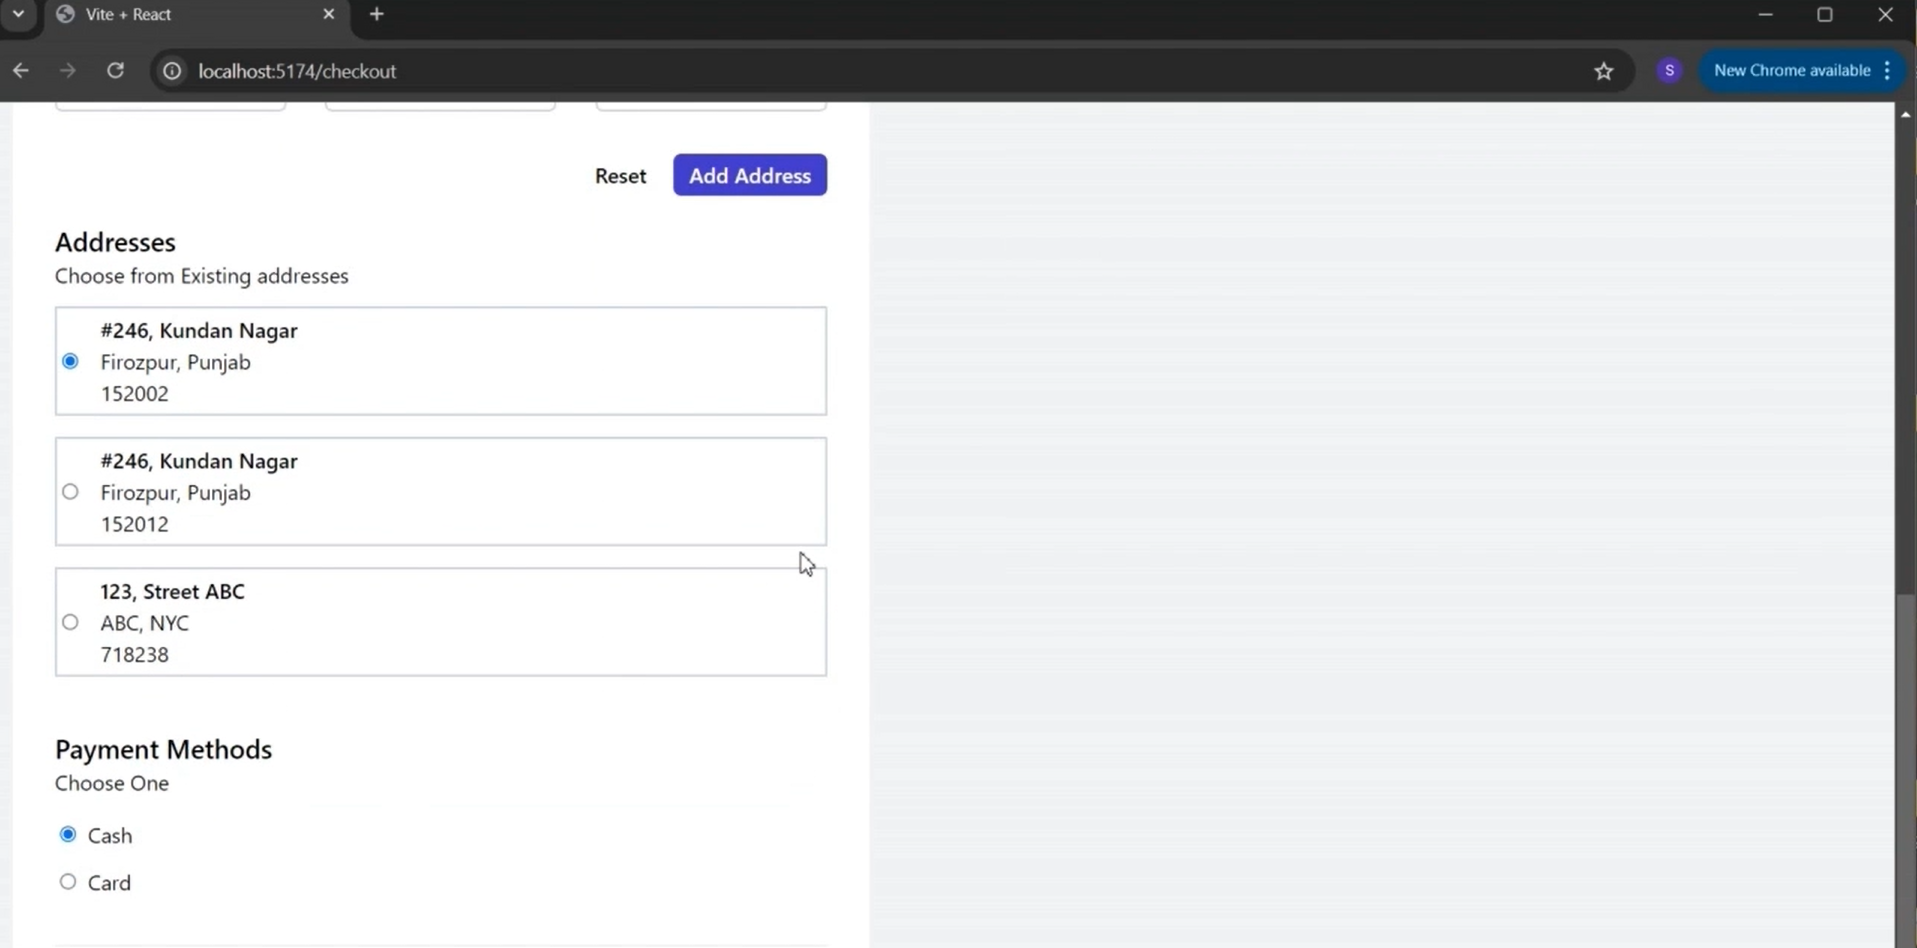 Vite + React
localhost:5174/checkout
S
New Chrome available
Reset
Add Address
Addresses
Choose from Existing addresses
#246, Kundan Nagar
Firozpur, Punjab
152002
#246, Kundan Nagar
Firozpur, Punjab
152012
123, Street ABC
ABC, NYC
718238
Payment Methods
Choose One
Cash
Card